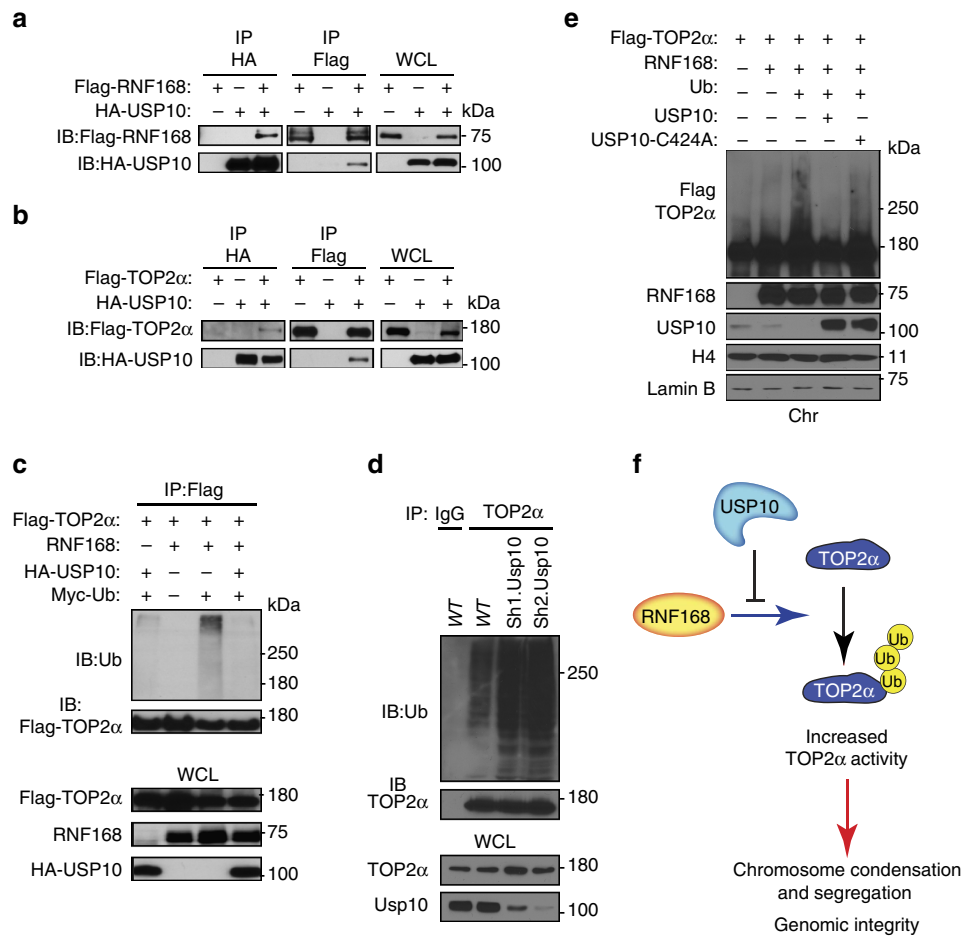 a
IP HA
IP Flag
WCL
Flag-RNF168: + − + + − + + − +
HA-USP10: − + + − + + − + + kDa
IB:Flag-RNF168 75
IB:HA-USP10 100
b
IP HA
IP Flag
WCL
Flag-TOP2α: + − + + − + + − +
HA-USP10: − + + − + + − + + kDa
IB:Flag-TOP2α 180
IB:HA-USP10 100
c
IP:Flag
Flag-TOP2α: + + + +
RNF168: − + + +
HA-USP10: + − − +
Myc-Ub: + − + +
kDa
IB:Ub 250
180
IB:
Flag-TOP2α 180
WCL
Flag-TOP2α 180
RNF168 75
HA-USP10 100
d
IP: IgG TOP2α
WT WT Sh1.Usp10 Sh2.Usp10
IB:Ub 250
IB
TOP2α 180
WCL
TOP2α 180
Usp10 100
e
Flag-TOP2α: + + + + +
RNF168: − + + + +
Ub: − − + + +
USP10: − − − + −
USP10-C424A: − − − − +
kDa
Flag
TOP2α
250
180
RNF168 75
USP10 100
H4 11
Lamin B 75
Chr
f
USP10
TOP2α
RNF168
Ub
Ub
Ub
TOP2α
Increased
TOP2α activity
Chromosome condensation
and segregation
Genomic integrity